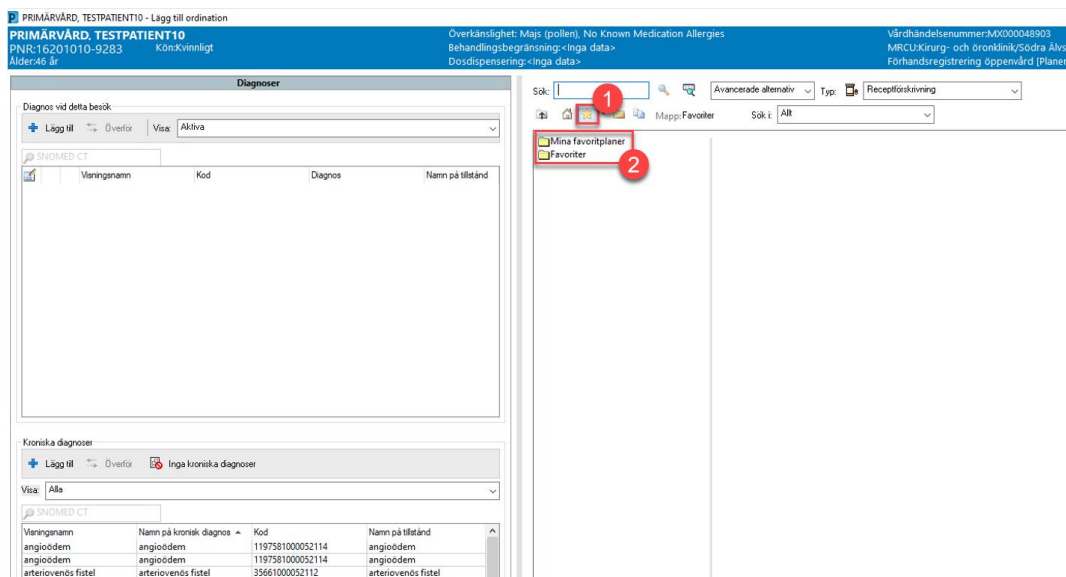 PRIMÄRVÅRD, TESTPATIENT10 - Lägg till ordination
PRIMÄRVÅRD, TESTPATIENT10
PNR:16201010-9283 Kön:Kvinnligt
Ålder:46 år
Överkänslighet: Majs (pollen), No Known Medication Allergies
Behandlingsbegränsning:<Inga data>
Dosdispensering:<Inga data>
Vårdhändelsenummer:MX000048903
MRCU:Kirurg- och öronklinik/Södra Älvs
Förhandsregistrering öppenvård [Planer
Diagnoser
Diagnos vid detta besök
Lägg till Överför Visa: Aktiva
SNOMED CT
Visningsnamn Kod Diagnos Namn på tillstånd
Kroniska diagnoser
Lägg till Överför Inga kroniska diagnoser
Visa: Alla
SNOMED CT
Visningsnamn Namn på kronisk diagnos Kod Namn på tillstånd
angioödem angioödem 1197581000052114 angioödem
angioödem angioödem 1197581000052114 angioödem
arteriovenös fistel arteriovenös fistel 35661000052112 arteriovenös fistel
Sök: Avancerade alternativ Typ: Receptförskrivning
1
Mapp: Favoriter Sök i: Allt
Mina favoritplaner
Favoriter
2